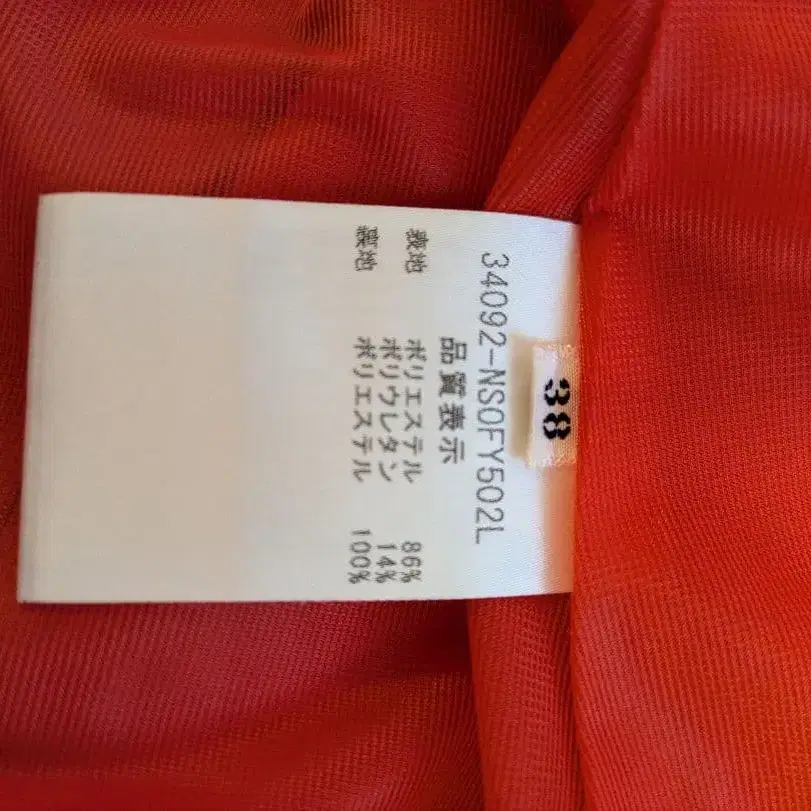 38
34092-NS0FY502L
品質表示
表地 ポリエステル 86%
ポリウレタン 14%
裏地 ポリエステル 100%